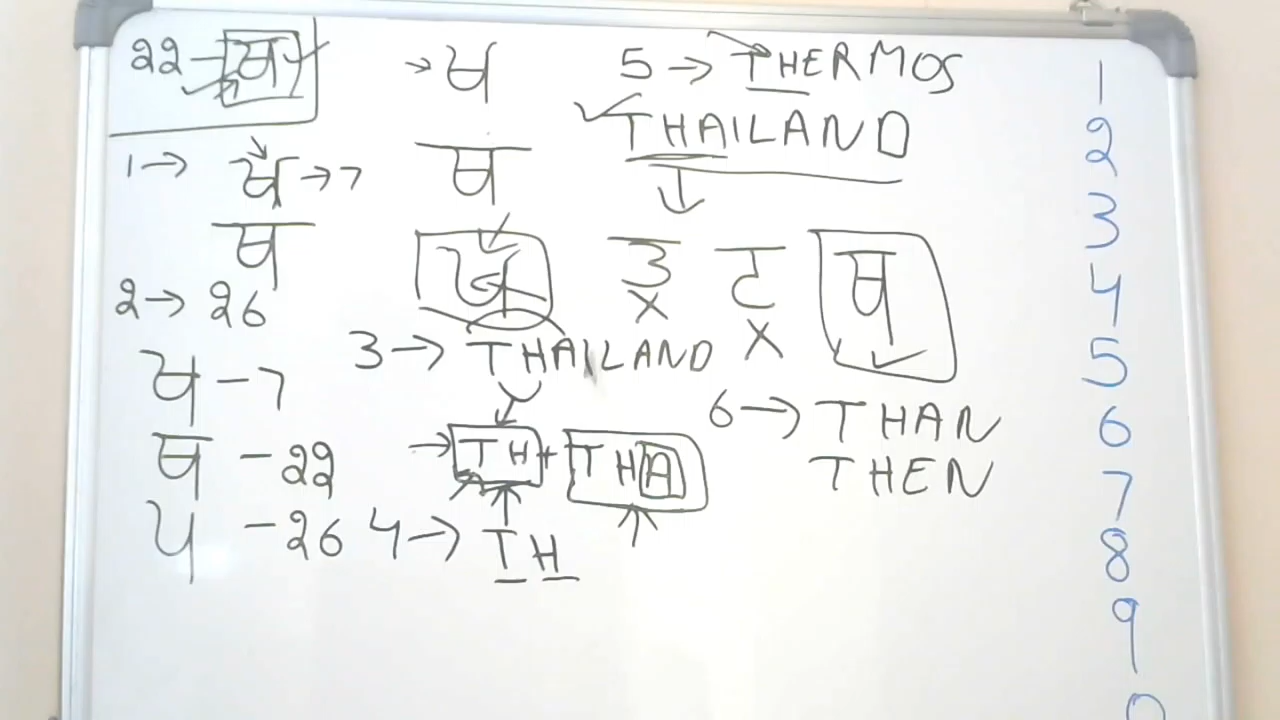 22 - ਥ
→ ਖ
5 → THERMOS
THAILAND
1 → ਖ → 7
ਥ
ਥ
ਤ ਟ ਥ
2 → 26
3 → THAILAND
ਖ - 7
6 → THAN
THEN
ਥ - 22
→ TH + THA
ਪ - 26
4 → TH
1
2
3
4
5
6
7
8
9